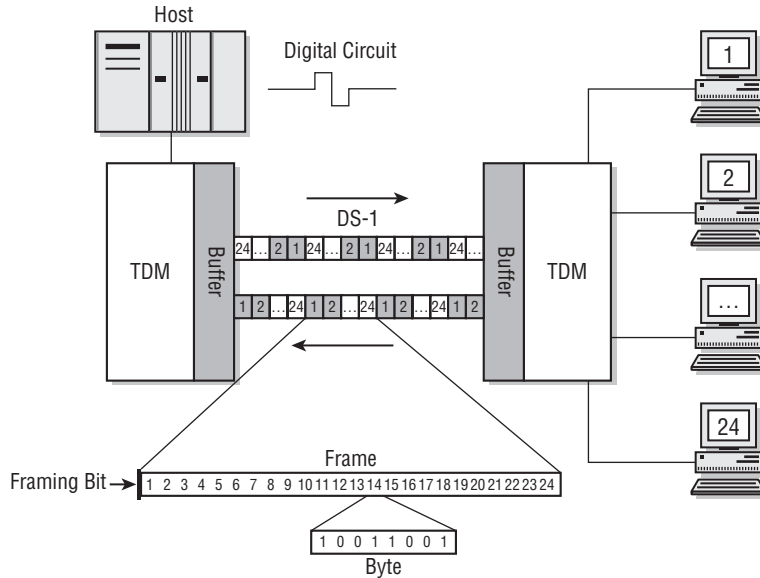 Host
Digital Circuit
1
2
...
24
TDM
Buffer
DS-1
24 ... 2 1 24 ... 2 1 24 ... 2 1 24 ...
1 2 ... 24 1 2 ... 24 1 2 ... 24 1 2
Buffer
TDM
Frame
Framing Bit
1 2 3 4 5 6 7 8 9 10 11 12 13 14 15 16 17 18 19 20 21 22 23 24
1 0 0 1 1 0 0 1
Byte